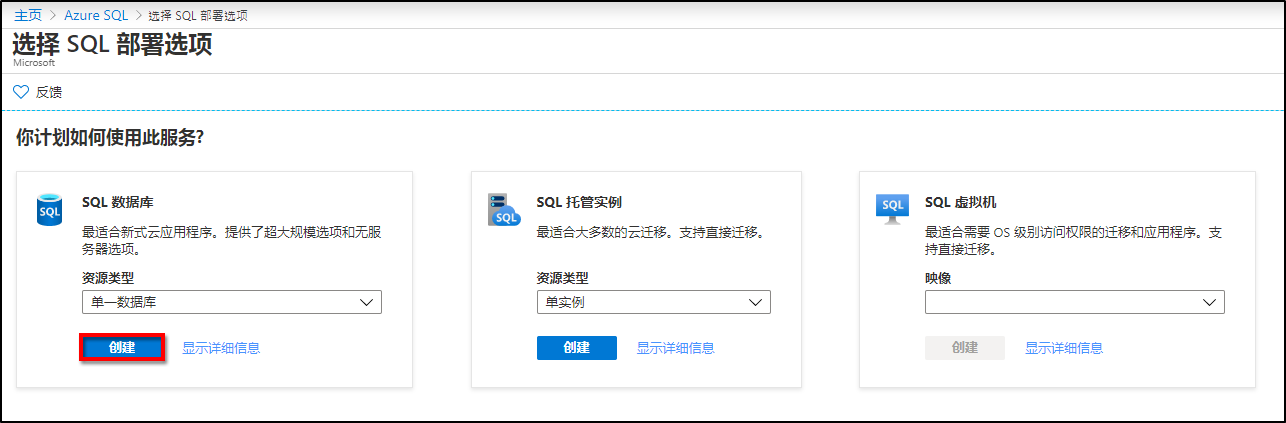 主页 > Azure SQL > 选择 SQL 部署选项
选择 SQL 部署选项
Microsoft
反馈
你计划如何使用此服务?
SQL
SQL 数据库
最适合新式云应用程序。提供了超大规模选项和无服
务器选项。
资源类型
单一数据库
创建 显示详细信息
SQL
SQL 托管实例
最适合大多数的云迁移。支持直接迁移。
资源类型
单实例
创建 显示详细信息
SQL
SQL 虚拟机
最适合需要 OS 级别访问权限的迁移和应用程序。支
持直接迁移。
映像
创建 显示详细信息